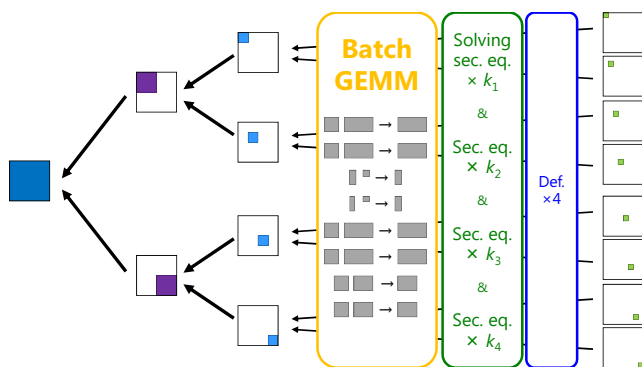 Batch
GEMM
Solving
sec. eq.
× k₁
&
Sec. eq.
× k₂
&
Sec. eq.
× k₃
&
Sec. eq.
× k₄
Def.
×4